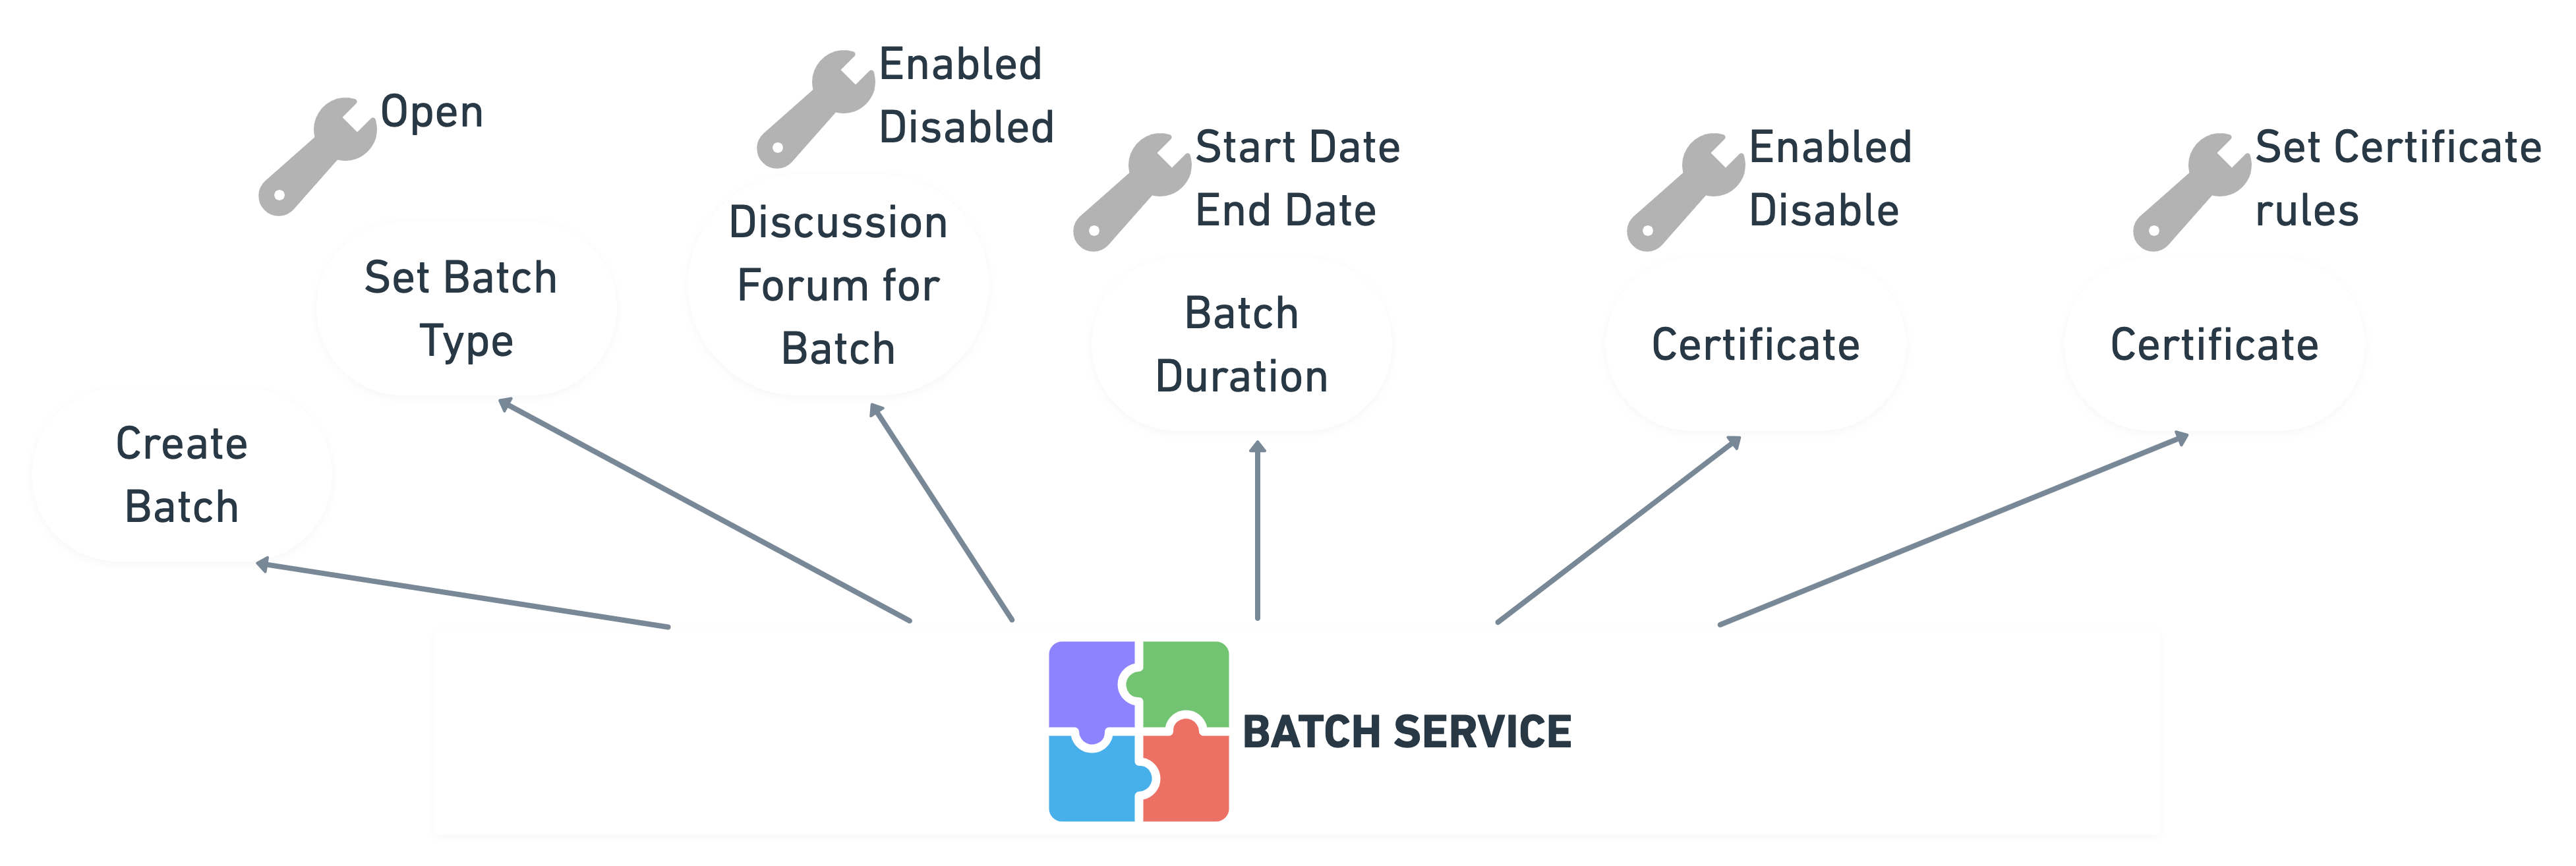 Open
Enabled
Disabled
Start Date
End Date
Enabled
Disable
Set Certificate
rules
Create
Batch
Set Batch
Type
Discussion
Forum for
Batch
Batch
Duration
Certificate
Certificate
BATCH SERVICE